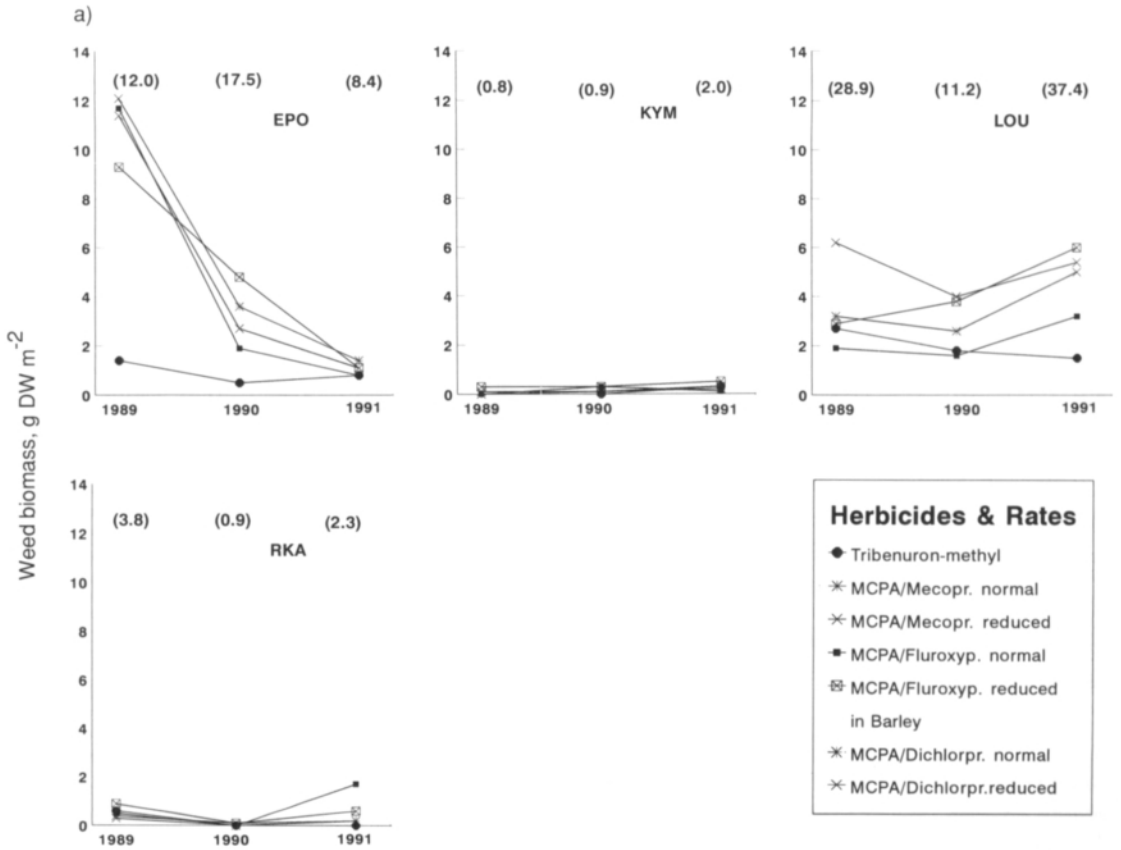 a)
Weed biomass, g DW m-2
14
12
10
8
6
4
2
0
(12.0) (17.5) (8.4)
EPO
1989 1990 1991
14
12
10
8
6
4
2
0
(0.8) (0.9) (2.0)
KYM
1989 1990 1991
14
12
10
8
6
4
2
0
(28.9) (11.2) (37.4)
LOU
1989 1990 1991
14
12
10
8
6
4
2
0
(3.8) (0.9) (2.3)
RKA
1989 1990 1991
Herbicides & Rates
Tribenuron-methyl
MCPA/Mecopr. normal
MCPA/Mecopr. reduced
MCPA/Fluroxyp. normal
MCPA/Fluroxyp. reduced
in Barley
MCPA/Dichlorpr. normal
MCPA/Dichlorpr.reduced